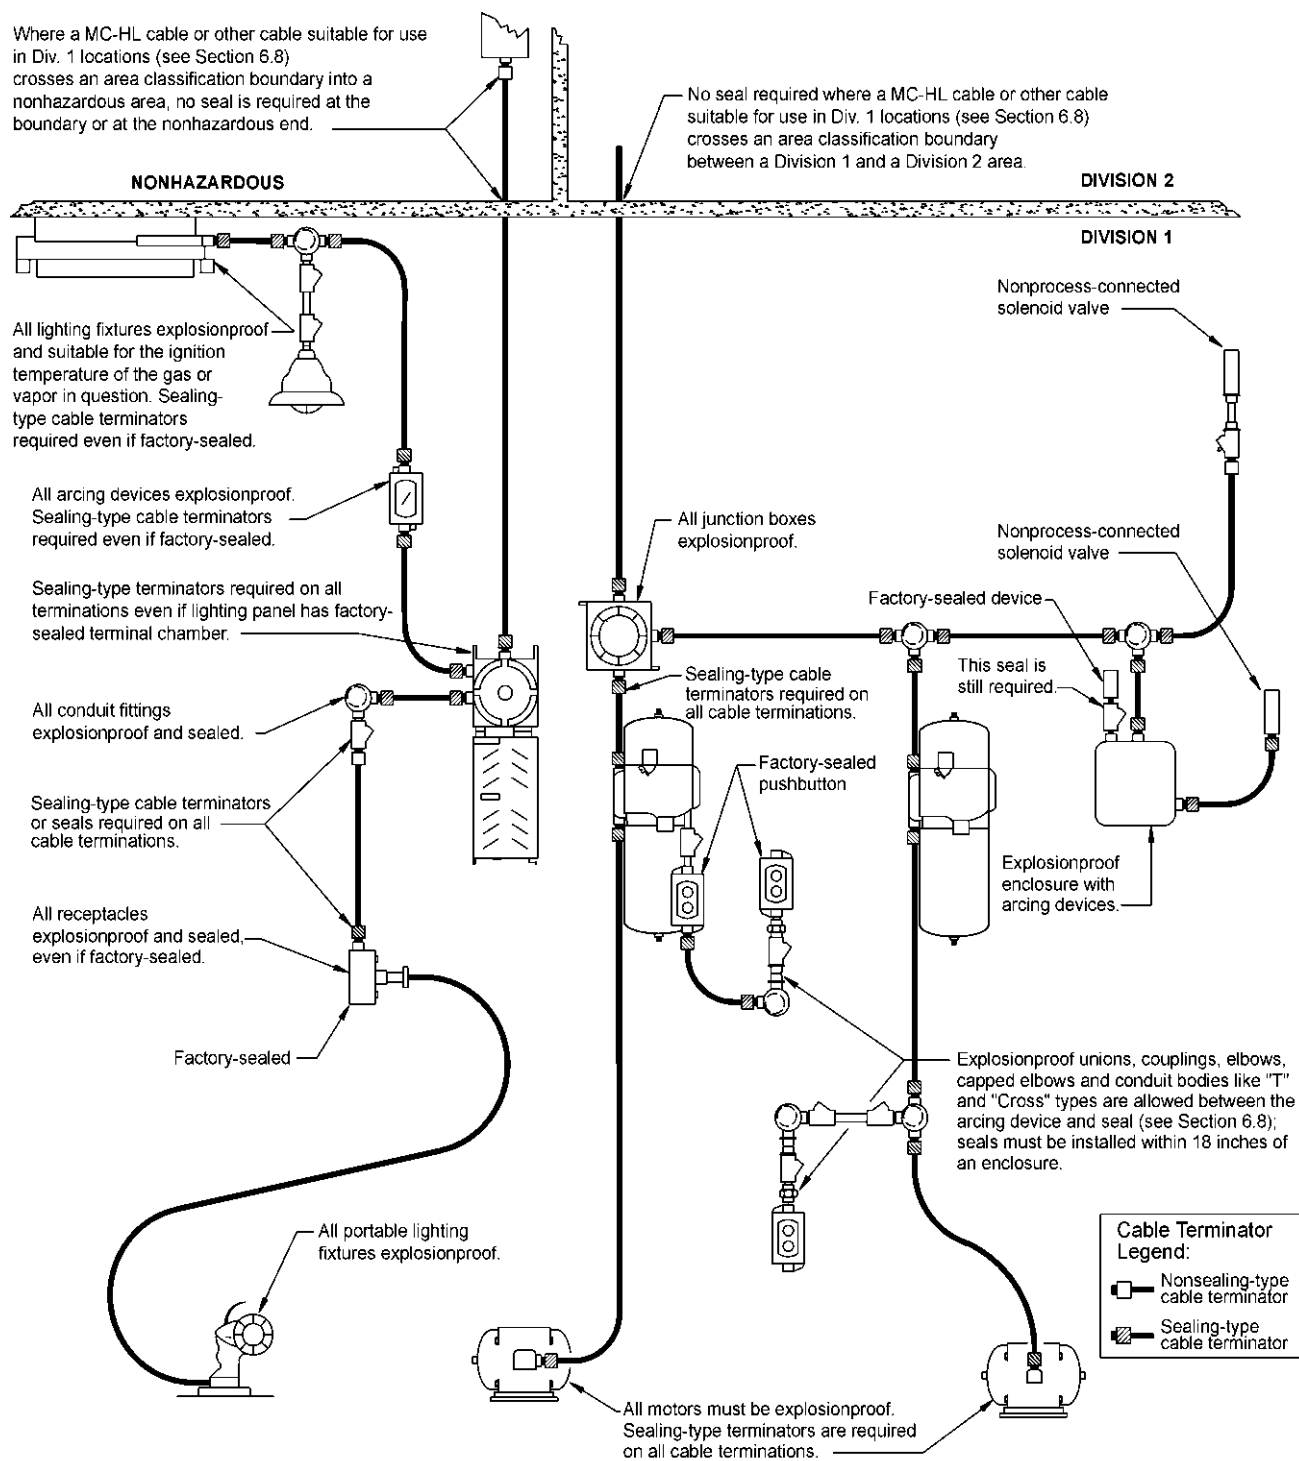 Where a MC-HL cable or other cable suitable for use
in Div. 1 locations (see Section 6.8)
crosses an area classification boundary into a
nonhazardous area, no seal is required at the
boundary or at the nonhazardous end.
No seal required where a MC-HL cable or other cable
suitable for use in Div. 1 locations (see Section 6.8)
crosses an area classification boundary
between a Division 1 and a Division 2 area.
NONHAZARDOUS
DIVISION 2
DIVISION 1
Nonprocess-connected
solenoid valve
All lighting fixtures explosionproof
and suitable for the ignition
temperature of the gas or
vapor in question. Sealing-
type cable terminators
required even if factory-sealed.
All arcing devices explosionproof.
Sealing-type cable terminators
required even if factory-sealed.
All junction boxes
explosionproof.
Nonprocess-connected
solenoid valve
Sealing-type terminators required on all
terminations even if lighting panel has factory-
sealed terminal chamber.
Factory-sealed device
This seal is
still required.
Sealing-type cable
terminators required on
all cable terminations.
All conduit fittings
explosionproof and sealed.
Factory-sealed
pushbutton
Sealing-type cable terminators
or seals required on all
cable terminations.
Explosionproof
enclosure with
arcing devices.
All receptacles
explosionproof and sealed,
even if factory-sealed.
Factory-sealed
Explosionproof unions, couplings, elbows,
capped elbows and conduit bodies like "T"
and "Cross" types are allowed between the
arcing device and seal (see Section 6.8);
seals must be installed within 18 inches of
an enclosure.
All portable lighting
fixtures explosionproof.
Cable Terminator
Legend:
Nonsealing-type
cable terminator
Sealing-type
cable terminator
All motors must be explosionproof.
Sealing-type terminators are required
on all cable terminations.